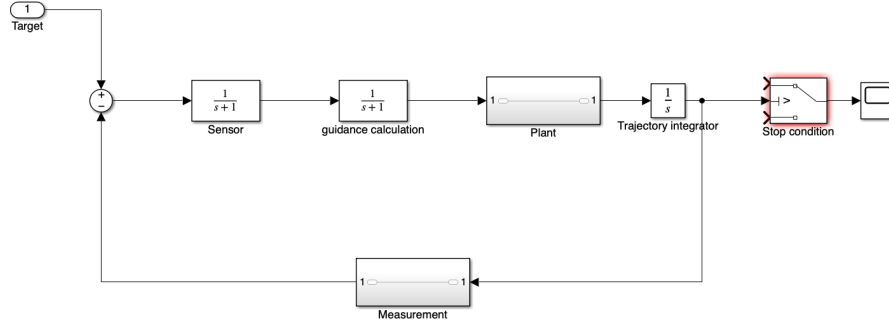 1
Target
+
−
1
s + 1
Sensor
1
s + 1
guidance calculation
1 1
Plant
1
s
Trajectory integrator
>
Stop condition
1 1
Measurement